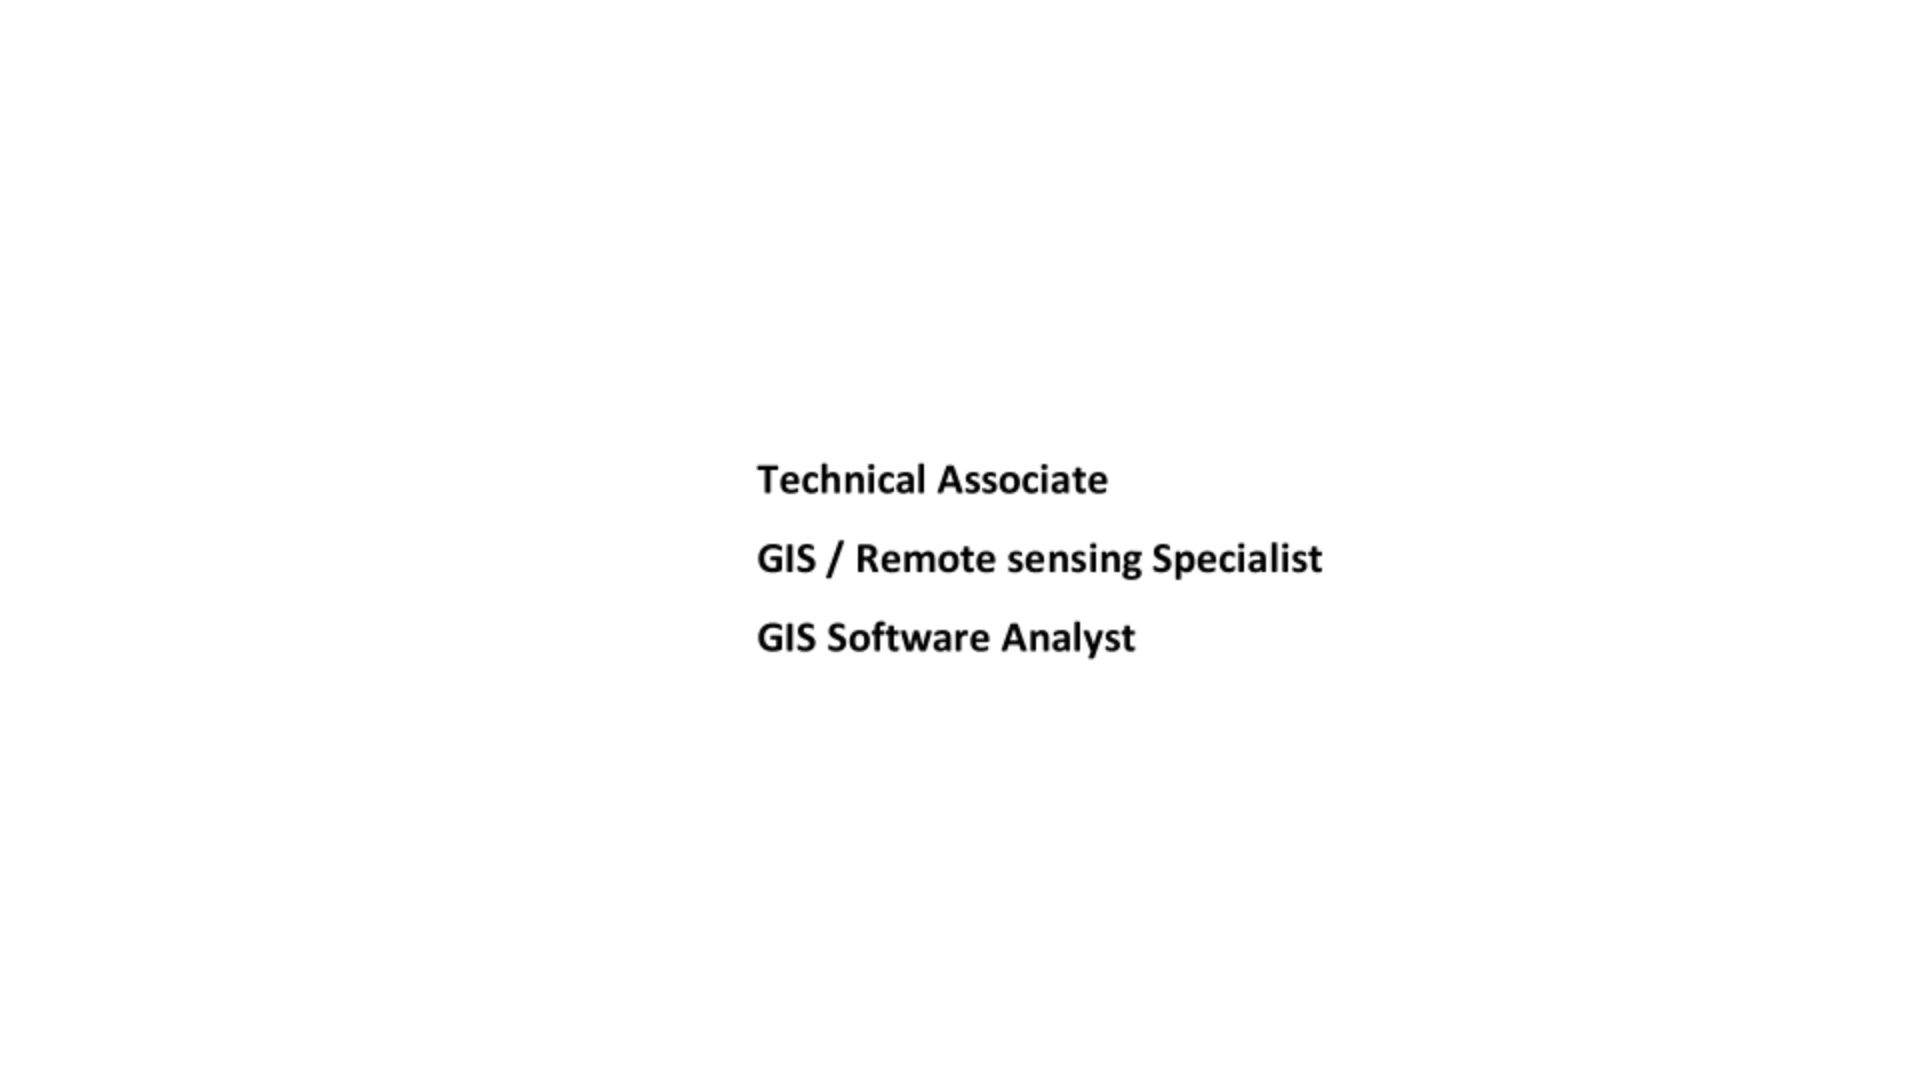 Technical Associate
GIS / Remote sensing Specialist
GIS Software Analyst